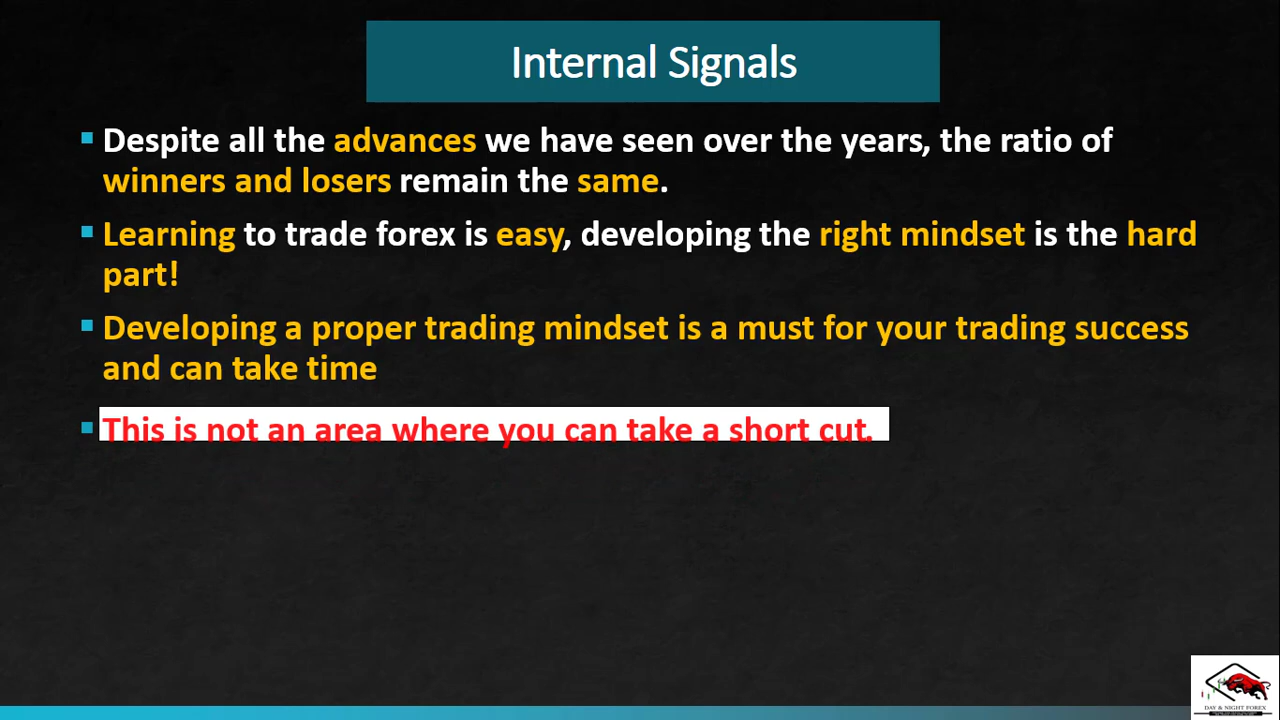 Internal Signals
Despite all the advances we have seen over the years, the ratio of
winners and losers remain the same.
Learning to trade forex is easy, developing the right mindset is the hard
part!
Developing a proper trading mindset is a must for your trading success
and can take time
This is not an area where you can take a short cut.
DAY & NIGHT FOREX